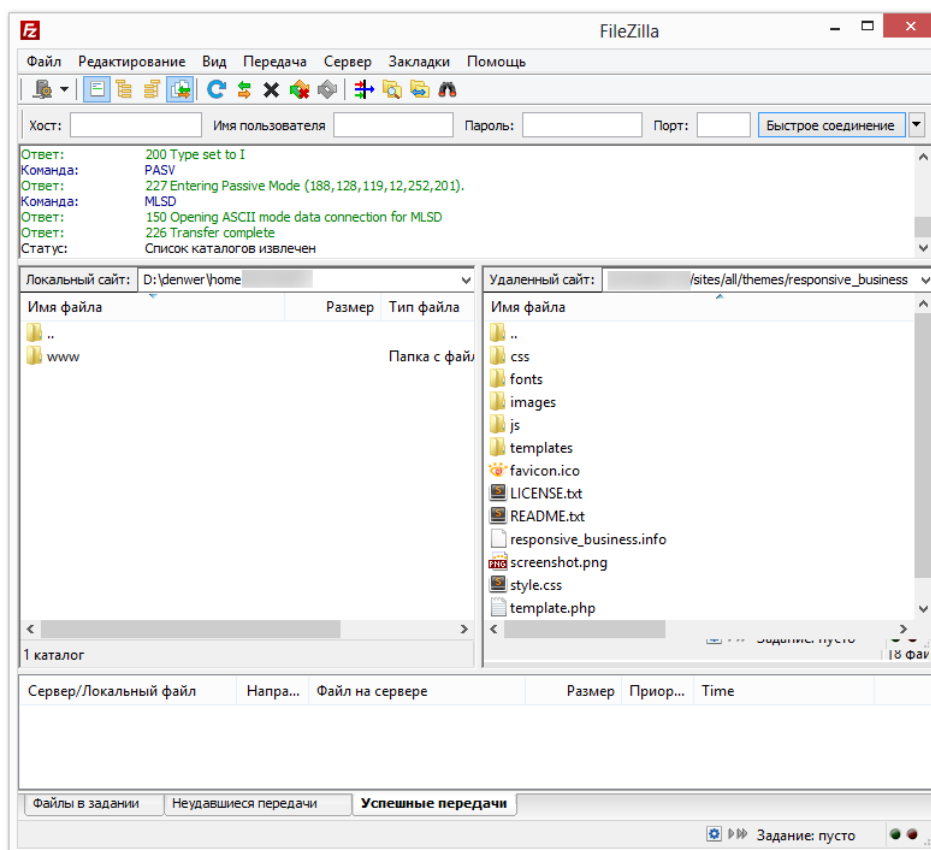 FileZilla
Файл Редактирование Вид Передача Сервер Закладки Помощь
Хост: Имя пользователя Пароль: Порт: Быстрое соединение
Ответ: 200 Type set to I
Команда: PASV
Ответ: 227 Entering Passive Mode (188,128,119,12,252,201).
Команда: MLSD
Ответ: 150 Opening ASCII mode data connection for MLSD
Ответ: 226 Transfer complete
Статус: Список каталогов извлечен
Локальный сайт: D:\denwer\home
Удаленный сайт: /sites/all/themes/responsive_business
Имя файла Размер Тип файла
Имя файла
..
www Папка с файл
..
css
fonts
images
js
templates
favicon.ico
LICENSE.txt
README.txt
responsive_business.info
PNG screenshot.png
style.css
template.php
Задание: пусто
1 каталог
Сервер/Локальный файл Напра... Файл на сервере Размер Приор... Time
Файлы в задании Неудавшиеся передачи Успешные передачи
Задание: пусто